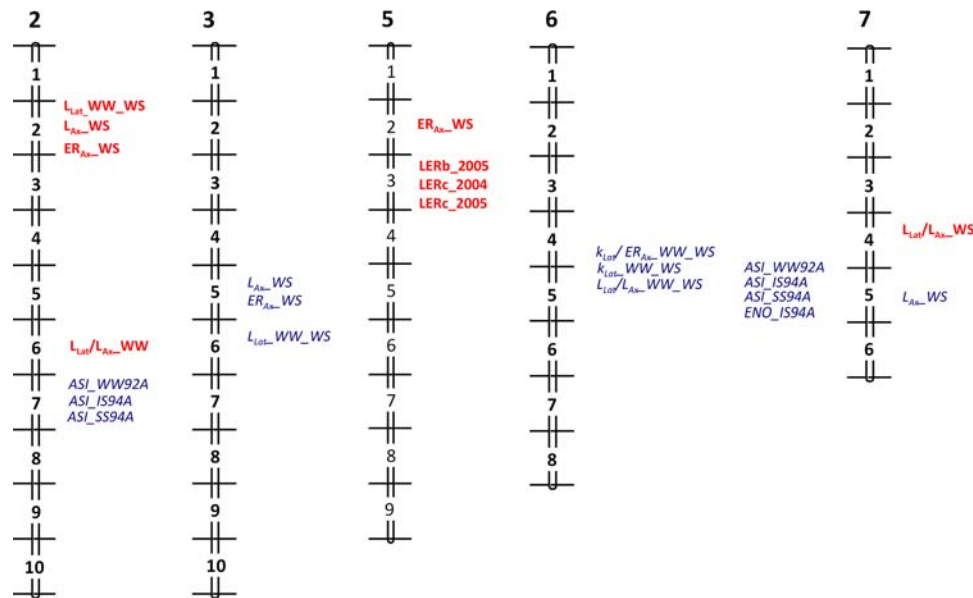 2
1
L_Lat_WW_WS
2
L_Ax_WS
ER_Ax_WS
3
4
5
6
L_Lat/L_Ax_WW
ASI_WW92A
7
ASI_IS94A
ASI_SS94A
8
9
10
3
1
2
3
4
L_Ax_WS
5
ER_Ax_WS
6
L_Lat_WW_WS
7
8
9
10
5
1
2
ER_Ax_WS
LERb_2005
3
LERc_2004
LERc_2005
4
5
6
7
8
9
6
1
2
3
4
k_Lat/ER_Ax_WW_WS
k_Lat_WW_WS
L_Lat/L_Ax_WW_WS
5
6
7
8
7
1
2
3
L_Lat/L_Ax_WS
4
ASI_WW92A
ASI_IS94A
ASI_SS94A
ENO_IS94A
5
L_Ax_WS
6